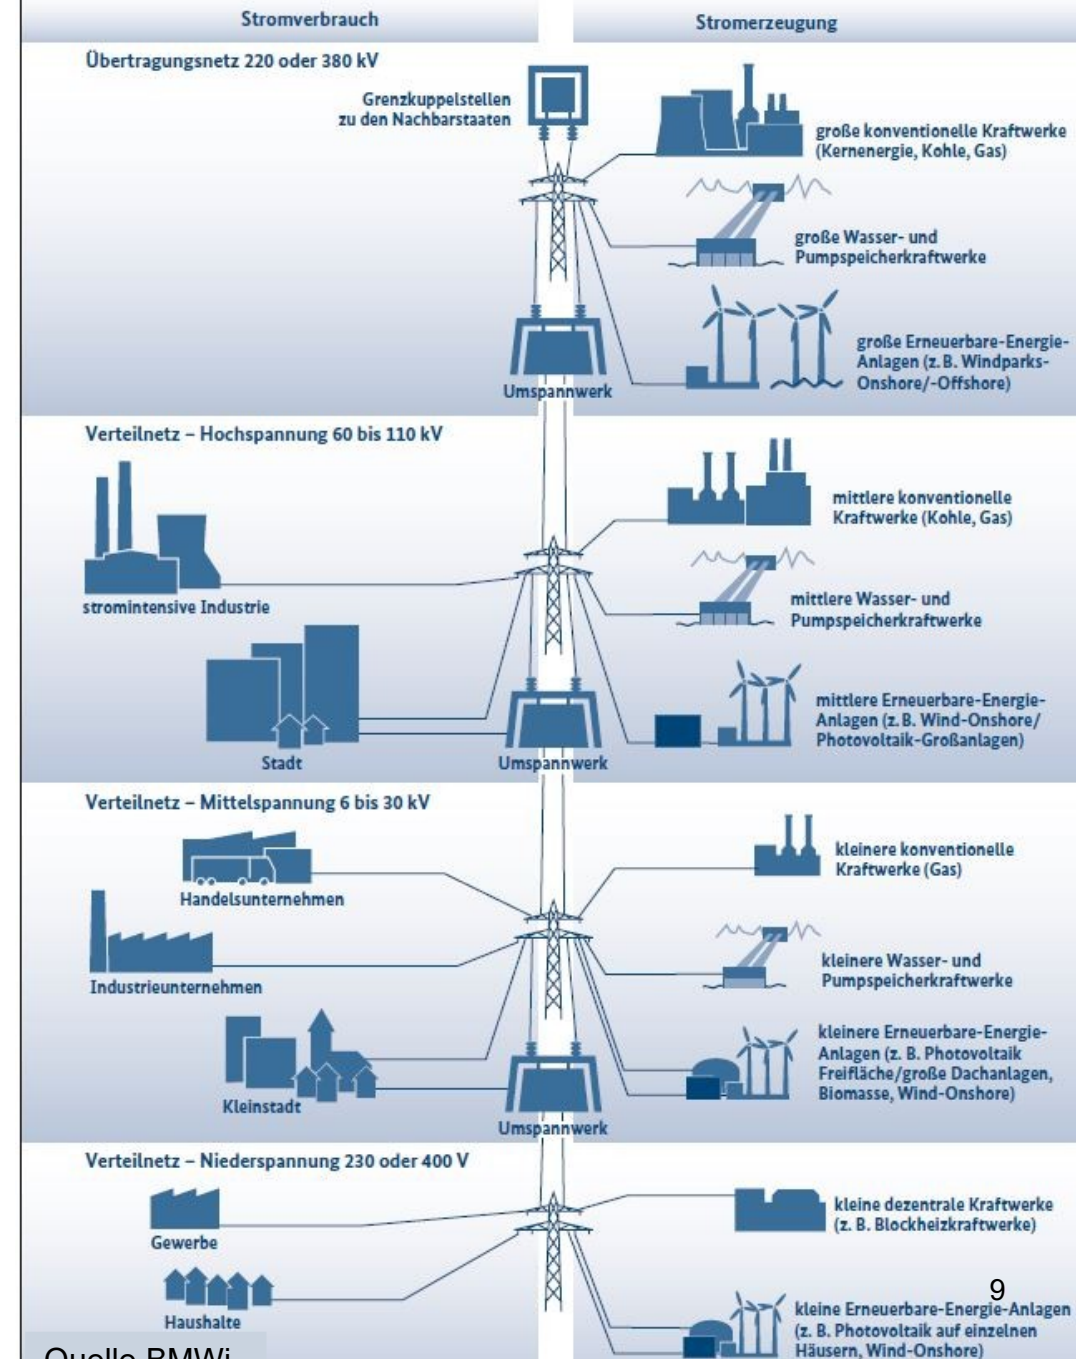 Stromverbrauch
Stromerzeugung
Übertragungsnetz 220 oder 380 kV
Grenzkuppelstellen
zu den Nachbarstaaten
große konventionelle Kraftwerke
(Kernenergie, Kohle, Gas)
große Wasser- und
Pumpspeicherkraftwerke
große Erneuerbare-Energie-
Anlagen (z. B. Windparks-
Onshore/-Offshore)
Umspannwerk
Verteilnetz – Hochspannung 60 bis 110 kV
stromintensive Industrie
Stadt
mittlere konventionelle
Kraftwerke (Kohle, Gas)
mittlere Wasser- und
Pumpspeicherkraftwerke
mittlere Erneuerbare-Energie-
Anlagen (z. B. Wind-Onshore/
Photovoltaik-Großanlagen)
Umspannwerk
Verteilnetz – Mittelspannung 6 bis 30 kV
Handelsunternehmen
Industrieunternehmen
Kleinstadt
kleinere konventionelle
Kraftwerke (Gas)
kleinere Wasser- und
Pumpspeicherkraftwerke
kleinere Erneuerbare-Energie-
Anlagen (z. B. Photovoltaik
Freifläche/große Dachanlagen,
Biomasse, Wind-Onshore)
Umspannwerk
Verteilnetz – Niederspannung 230 oder 400 V
Gewerbe
Haushalte
kleine dezentrale Kraftwerke
(z. B. Blockheizkraftwerke)
9
kleine Erneuerbare-Energie-Anlagen
(z. B. Photovoltaik auf einzelnen
Häusern, Wind-Onshore)
Quelle BMWi